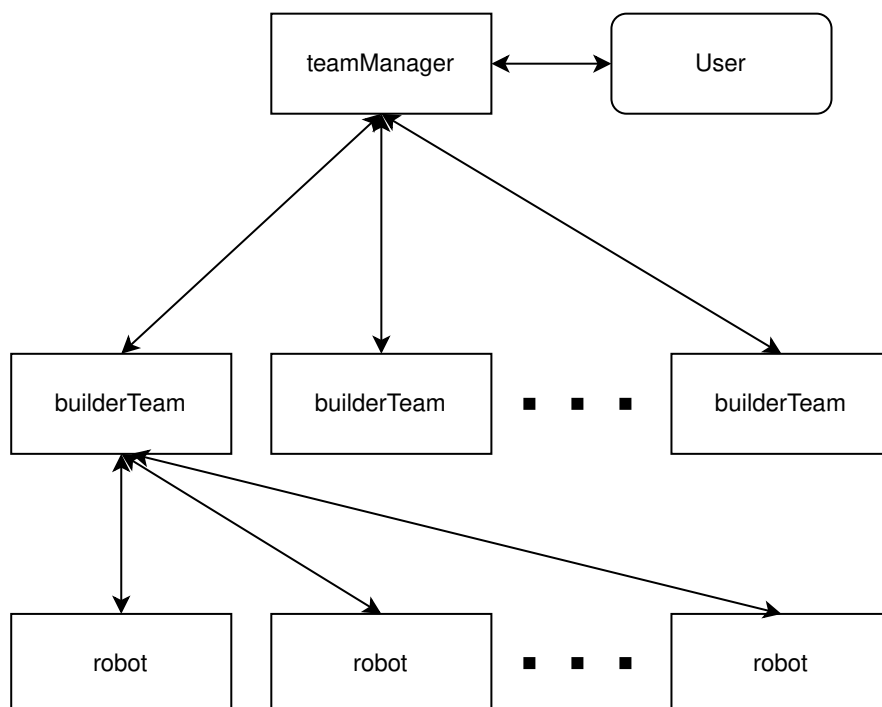 teamManager
User
builderTeam
builderTeam
builderTeam
robot
robot
robot